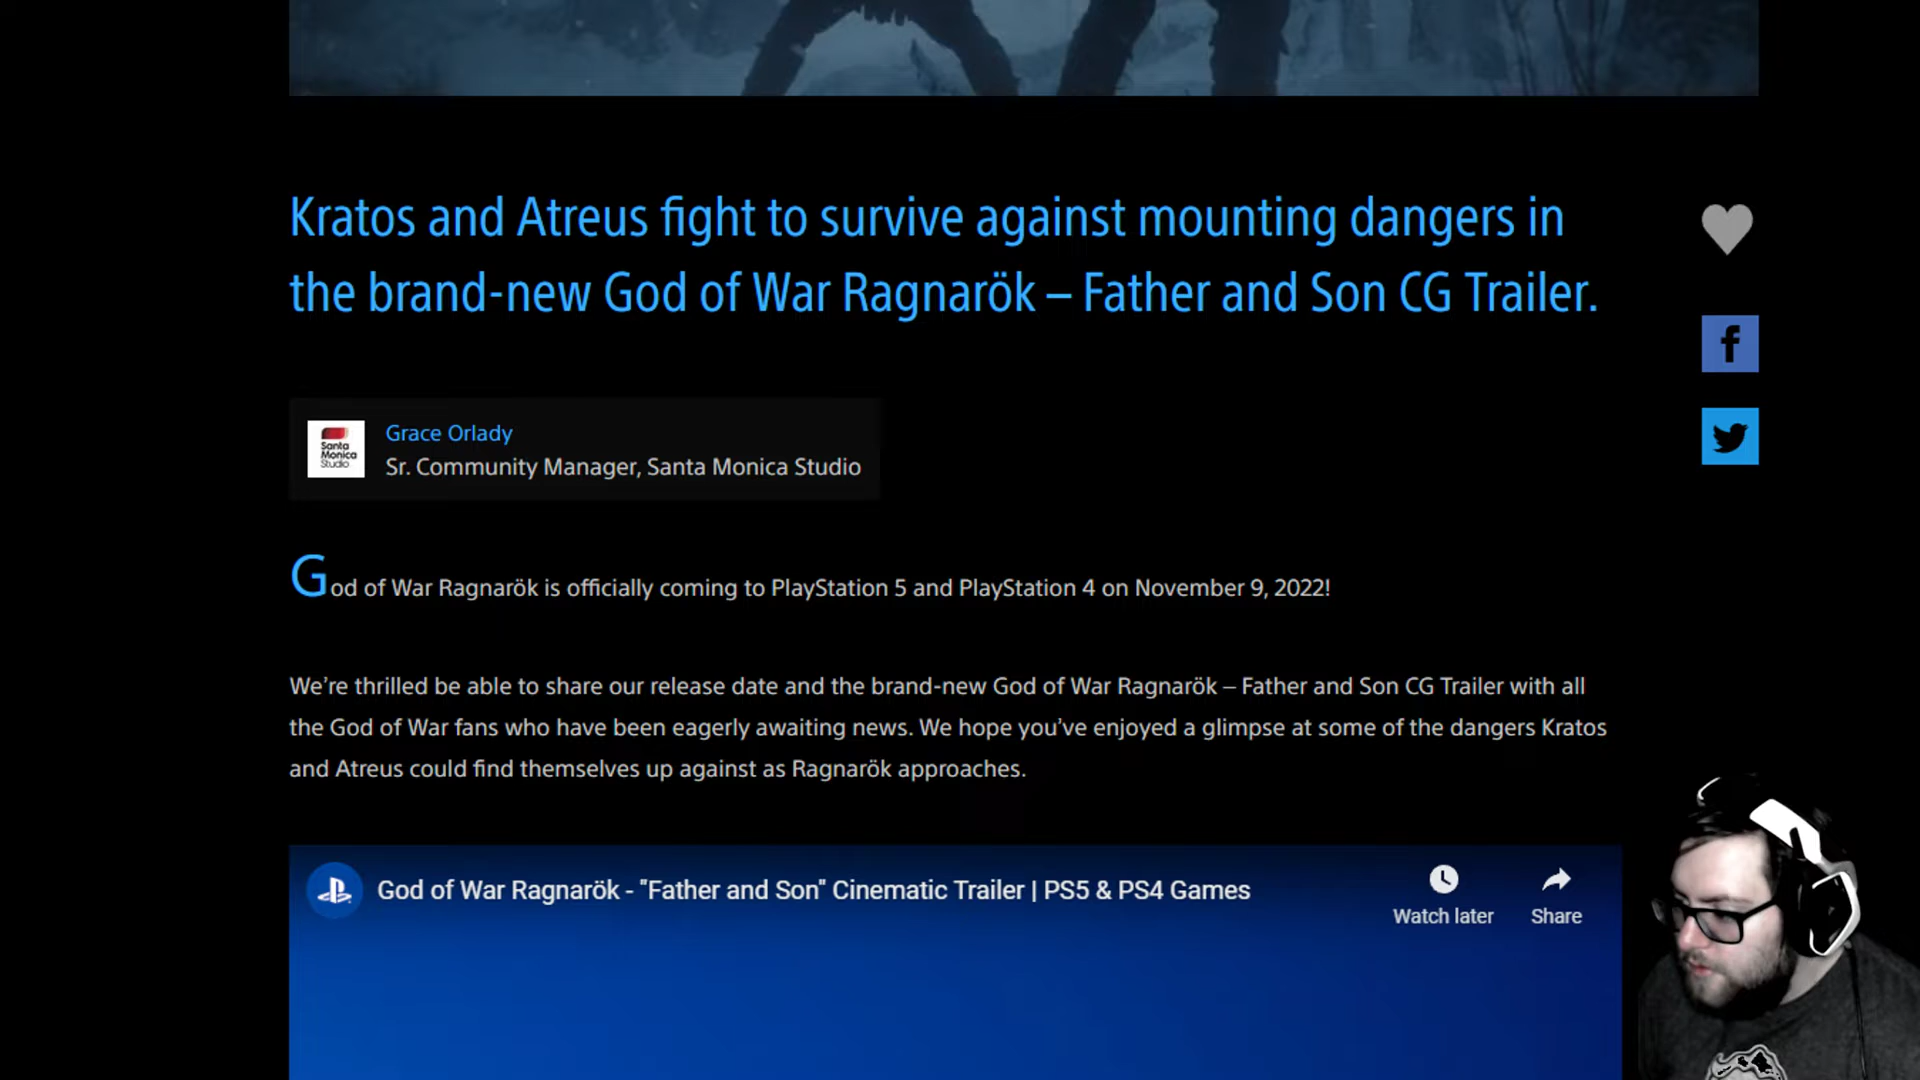 Kratos and Atreus fight to survive against mounting dangers in
the brand-new God of War Ragnarök – Father and Son CG Trailer.
Santa
Monica
Studio
Grace Orlady
Sr. Community Manager, Santa Monica Studio
God of War Ragnarök is officially coming to PlayStation 5 and PlayStation 4 on November 9, 2022!
We're thrilled be able to share our release date and the brand-new God of War Ragnarök – Father and Son CG Trailer with all
the God of War fans who have been eagerly awaiting news. We hope you've enjoyed a glimpse at some of the dangers Kratos
and Atreus could find themselves up against as Ragnarök approaches.
God of War Ragnarök - "Father and Son" Cinematic Trailer | PS5 & PS4 Games
Watch later
Share